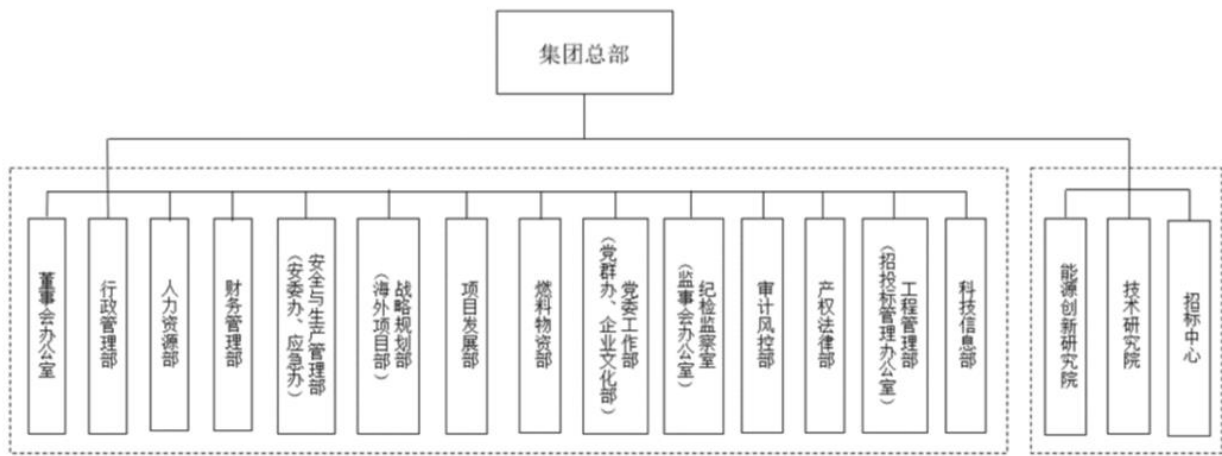 集团总部
董事会办公室
行政管理部
人力资源部
财务管理部
安全与生产管理部
（安委办、应急办）
战略规划部
（海外项目部）
项目发展部
燃料物资部
党委工作部
（党群办、企业文化部）
纪检监察室
（监事会办公室）
审计风控部
产权法律部
工程管理部
（招投标管理办公室）
科技信息部
能源创新研究院
技术研究院
招标中心